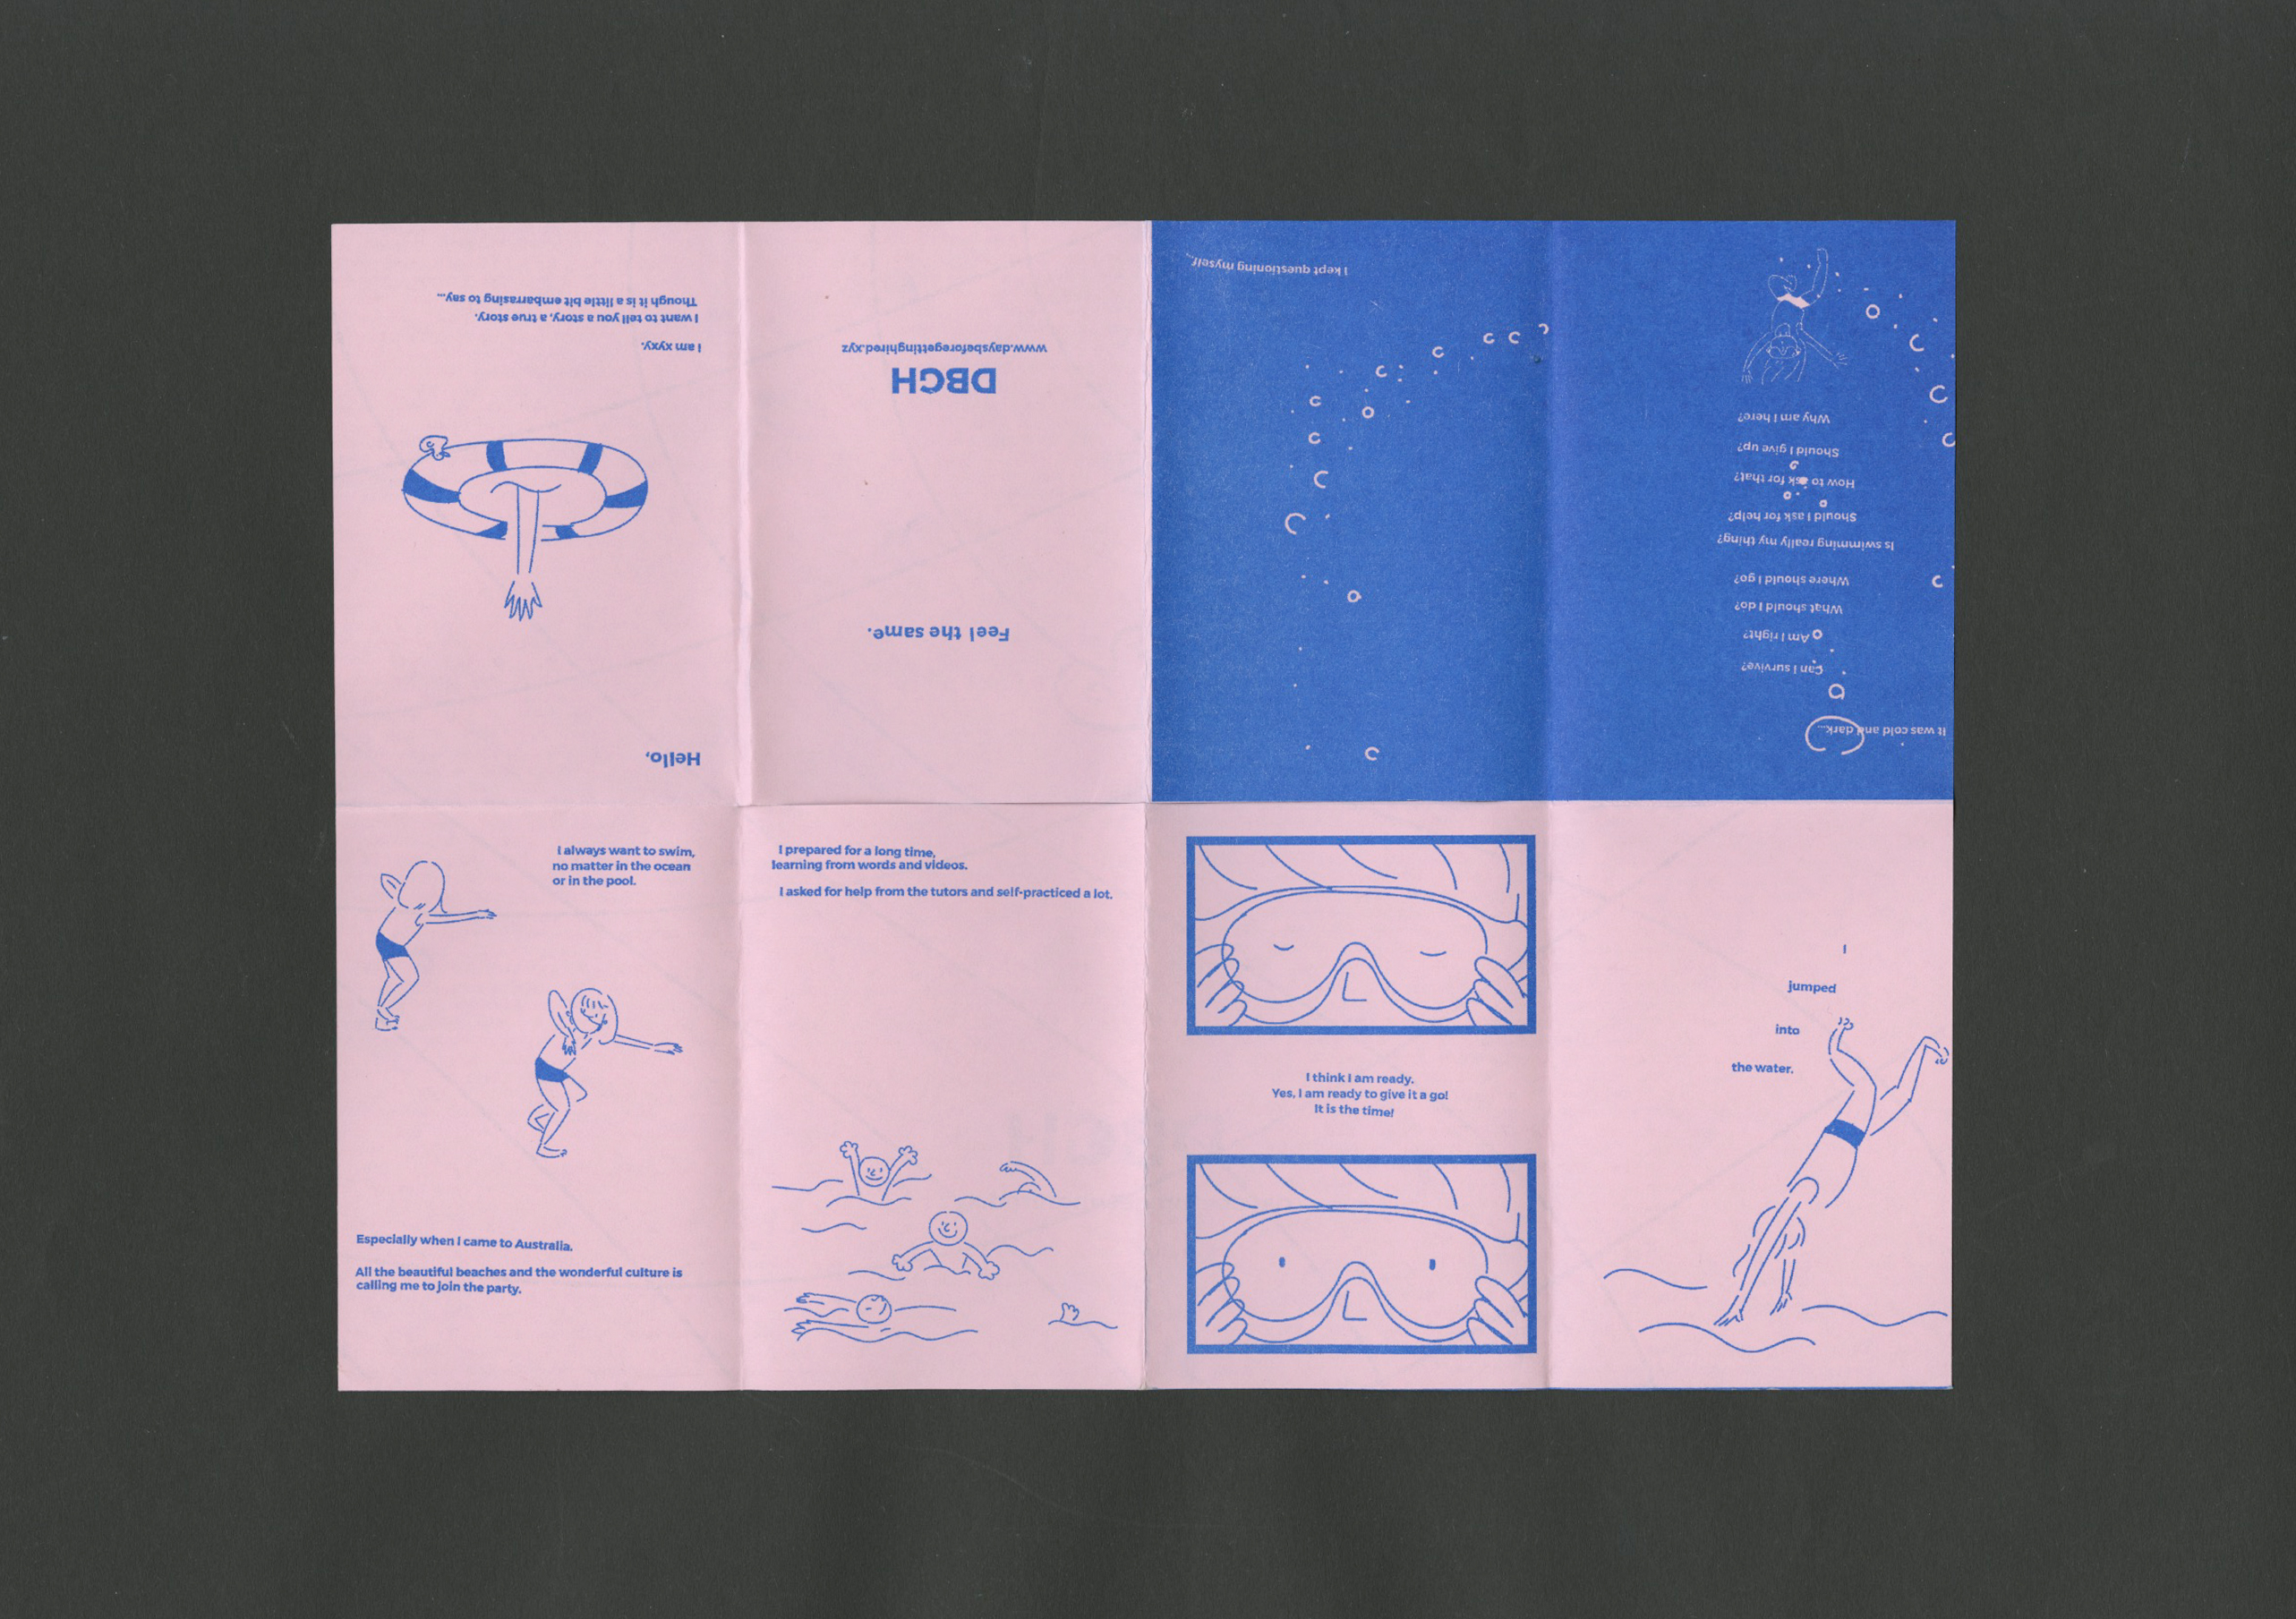 Hello,
I am xyxy.
I want to tell you a story, a true story.
Though it is a little bit embarrasing to say...
I always want to swim,
no matter in the ocean
or in the pool.
Especially when I came to Australia.
All the beautiful beaches and the wonderful culture is
calling me to join the party.
I prepared for a long time,
learning from words and videos.
I asked for help from the tutors and self-practiced a lot.
I think I am ready.
Yes, I am ready to give it a go!
It is the time!
I
jumped
into
the water.
It was cold and dark...
Can I survive?
Am I right?
What should I do?
Where should I go?
Is swimming really my thing?
Should I ask for help?
How to ask for that?
Should I give up?
Why am I here?
I kept questioning myself...
Feel the same.
DBGH
www.daysbeforegettinghired.xyz